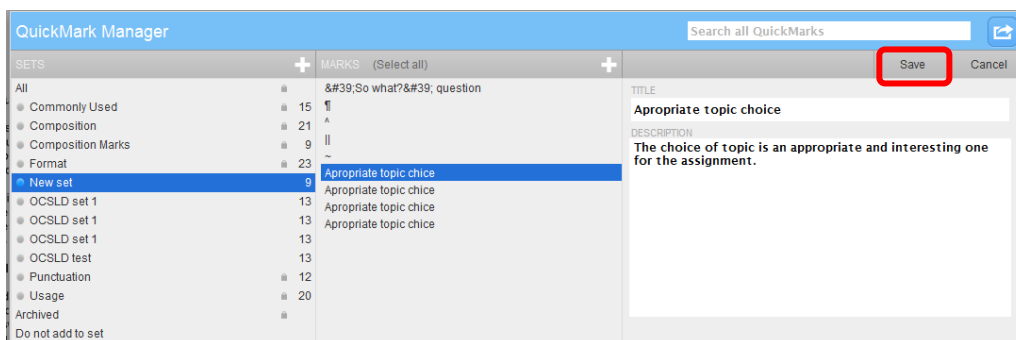 QuickMark Manager
Search all QuickMarks
SETS
MARKS (Select all)
Save Cancel
All
Commonly Used 15
Composition 21
Composition Marks 9
Format 23
New set 9
OCSLD set 1 13
OCSLD set 1 13
OCSLD set 1 13
OCSLD test 13
Punctuation 12
Usage 20
Archived
Do not add to set
&#39;So what?&#39; question
¶
^
||
~
Apropriate topic chice
Apropriate topic chice
Apropriate topic chice
Apropriate topic chice
TITLE
Apropriate topic choice
DESCRIPTION
The choice of topic is an appropriate and interesting one
for the assignment.